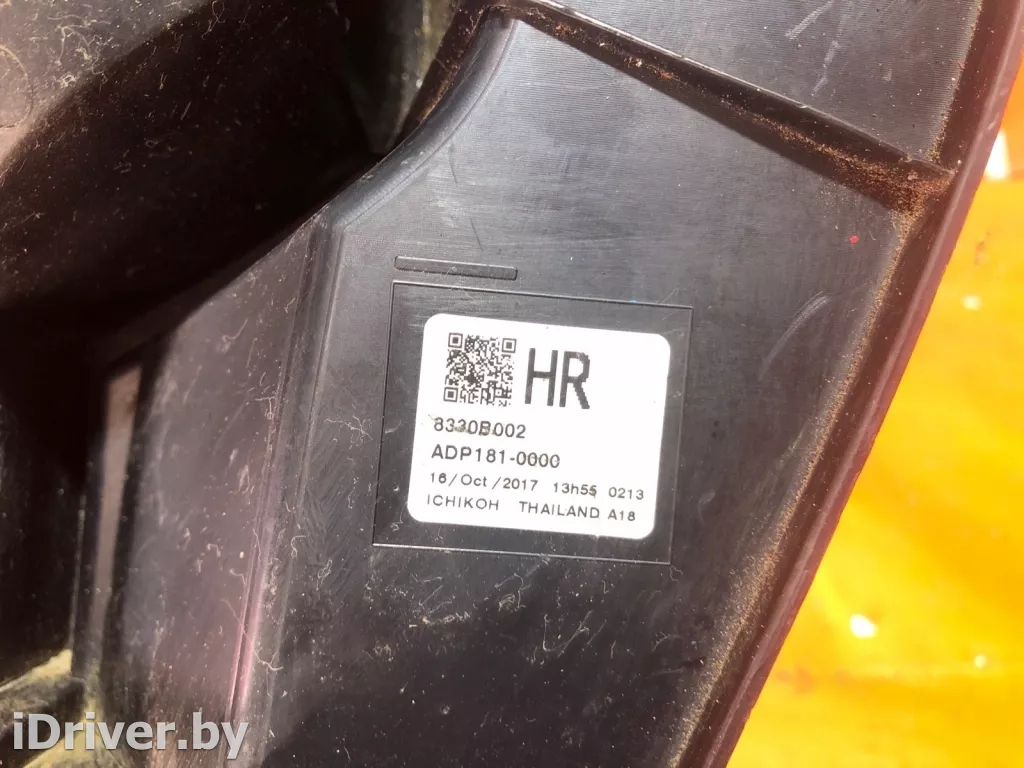 HR
8330B002
ADP181-0000
16/Oct/2017 13h55 0213
ICHIKOH THAILAND A18
iDriver.by